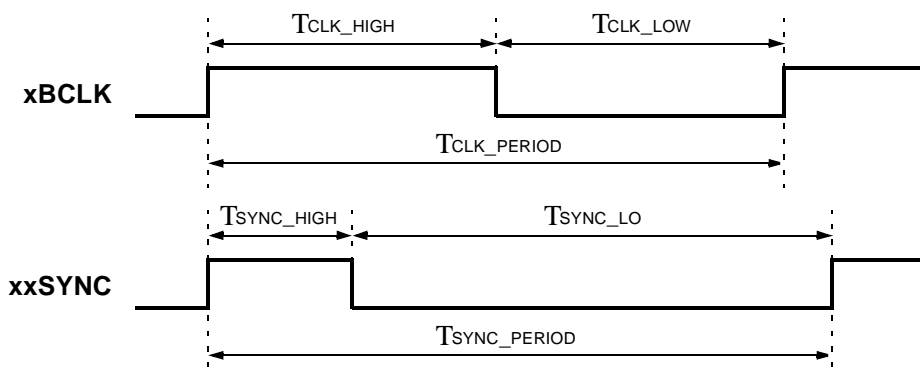 TCLK_HIGH TCLK_LOW
xBCLK
TCLK_PERIOD
TSYNC_HIGH TSYNC_LO
xxSYNC
TSYNC_PERIOD